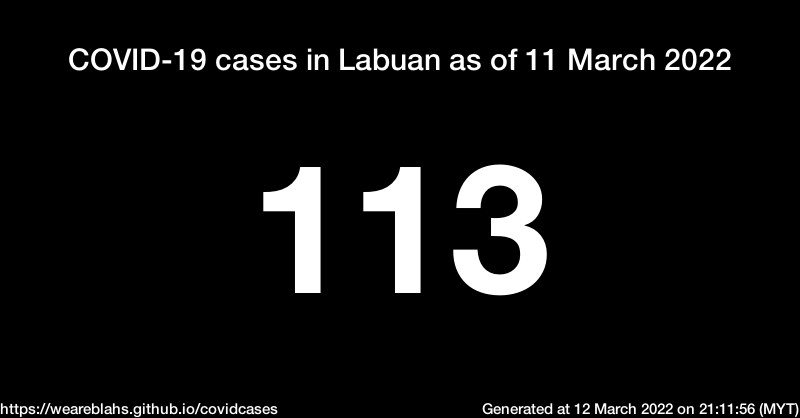 COVID-19 cases in Labuan as of 11 March 2022
113
https://weareblahs.github.io/covidcases
Generated at 12 March 2022 on 21:11:56 (MYT)